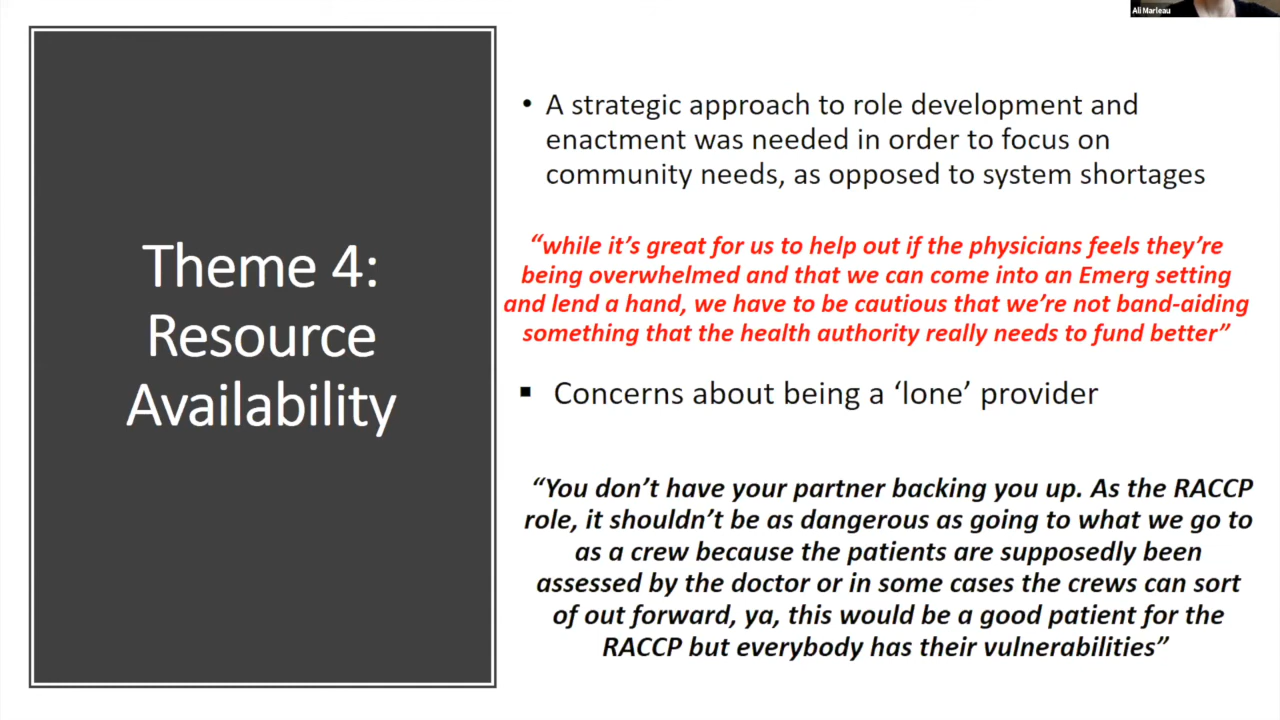 Ali Marleau
Theme 4:
Resource
Availability
• A strategic approach to role development and
enactment was needed in order to focus on
community needs, as opposed to system shortages
“while it’s great for us to help out if the physicians feels they’re
being overwhelmed and that we can come into an Emerg setting
and lend a hand, we have to be cautious that we’re not band-aiding
something that the health authority really needs to fund better”
▪ Concerns about being a ‘lone’ provider
“You don’t have your partner backing you up. As the RACCP
role, it shouldn’t be as dangerous as going to what we go to
as a crew because the patients are supposedly been
assessed by the doctor or in some cases the crews can sort
of out forward, ya, this would be a good patient for the
RACCP but everybody has their vulnerabilities”